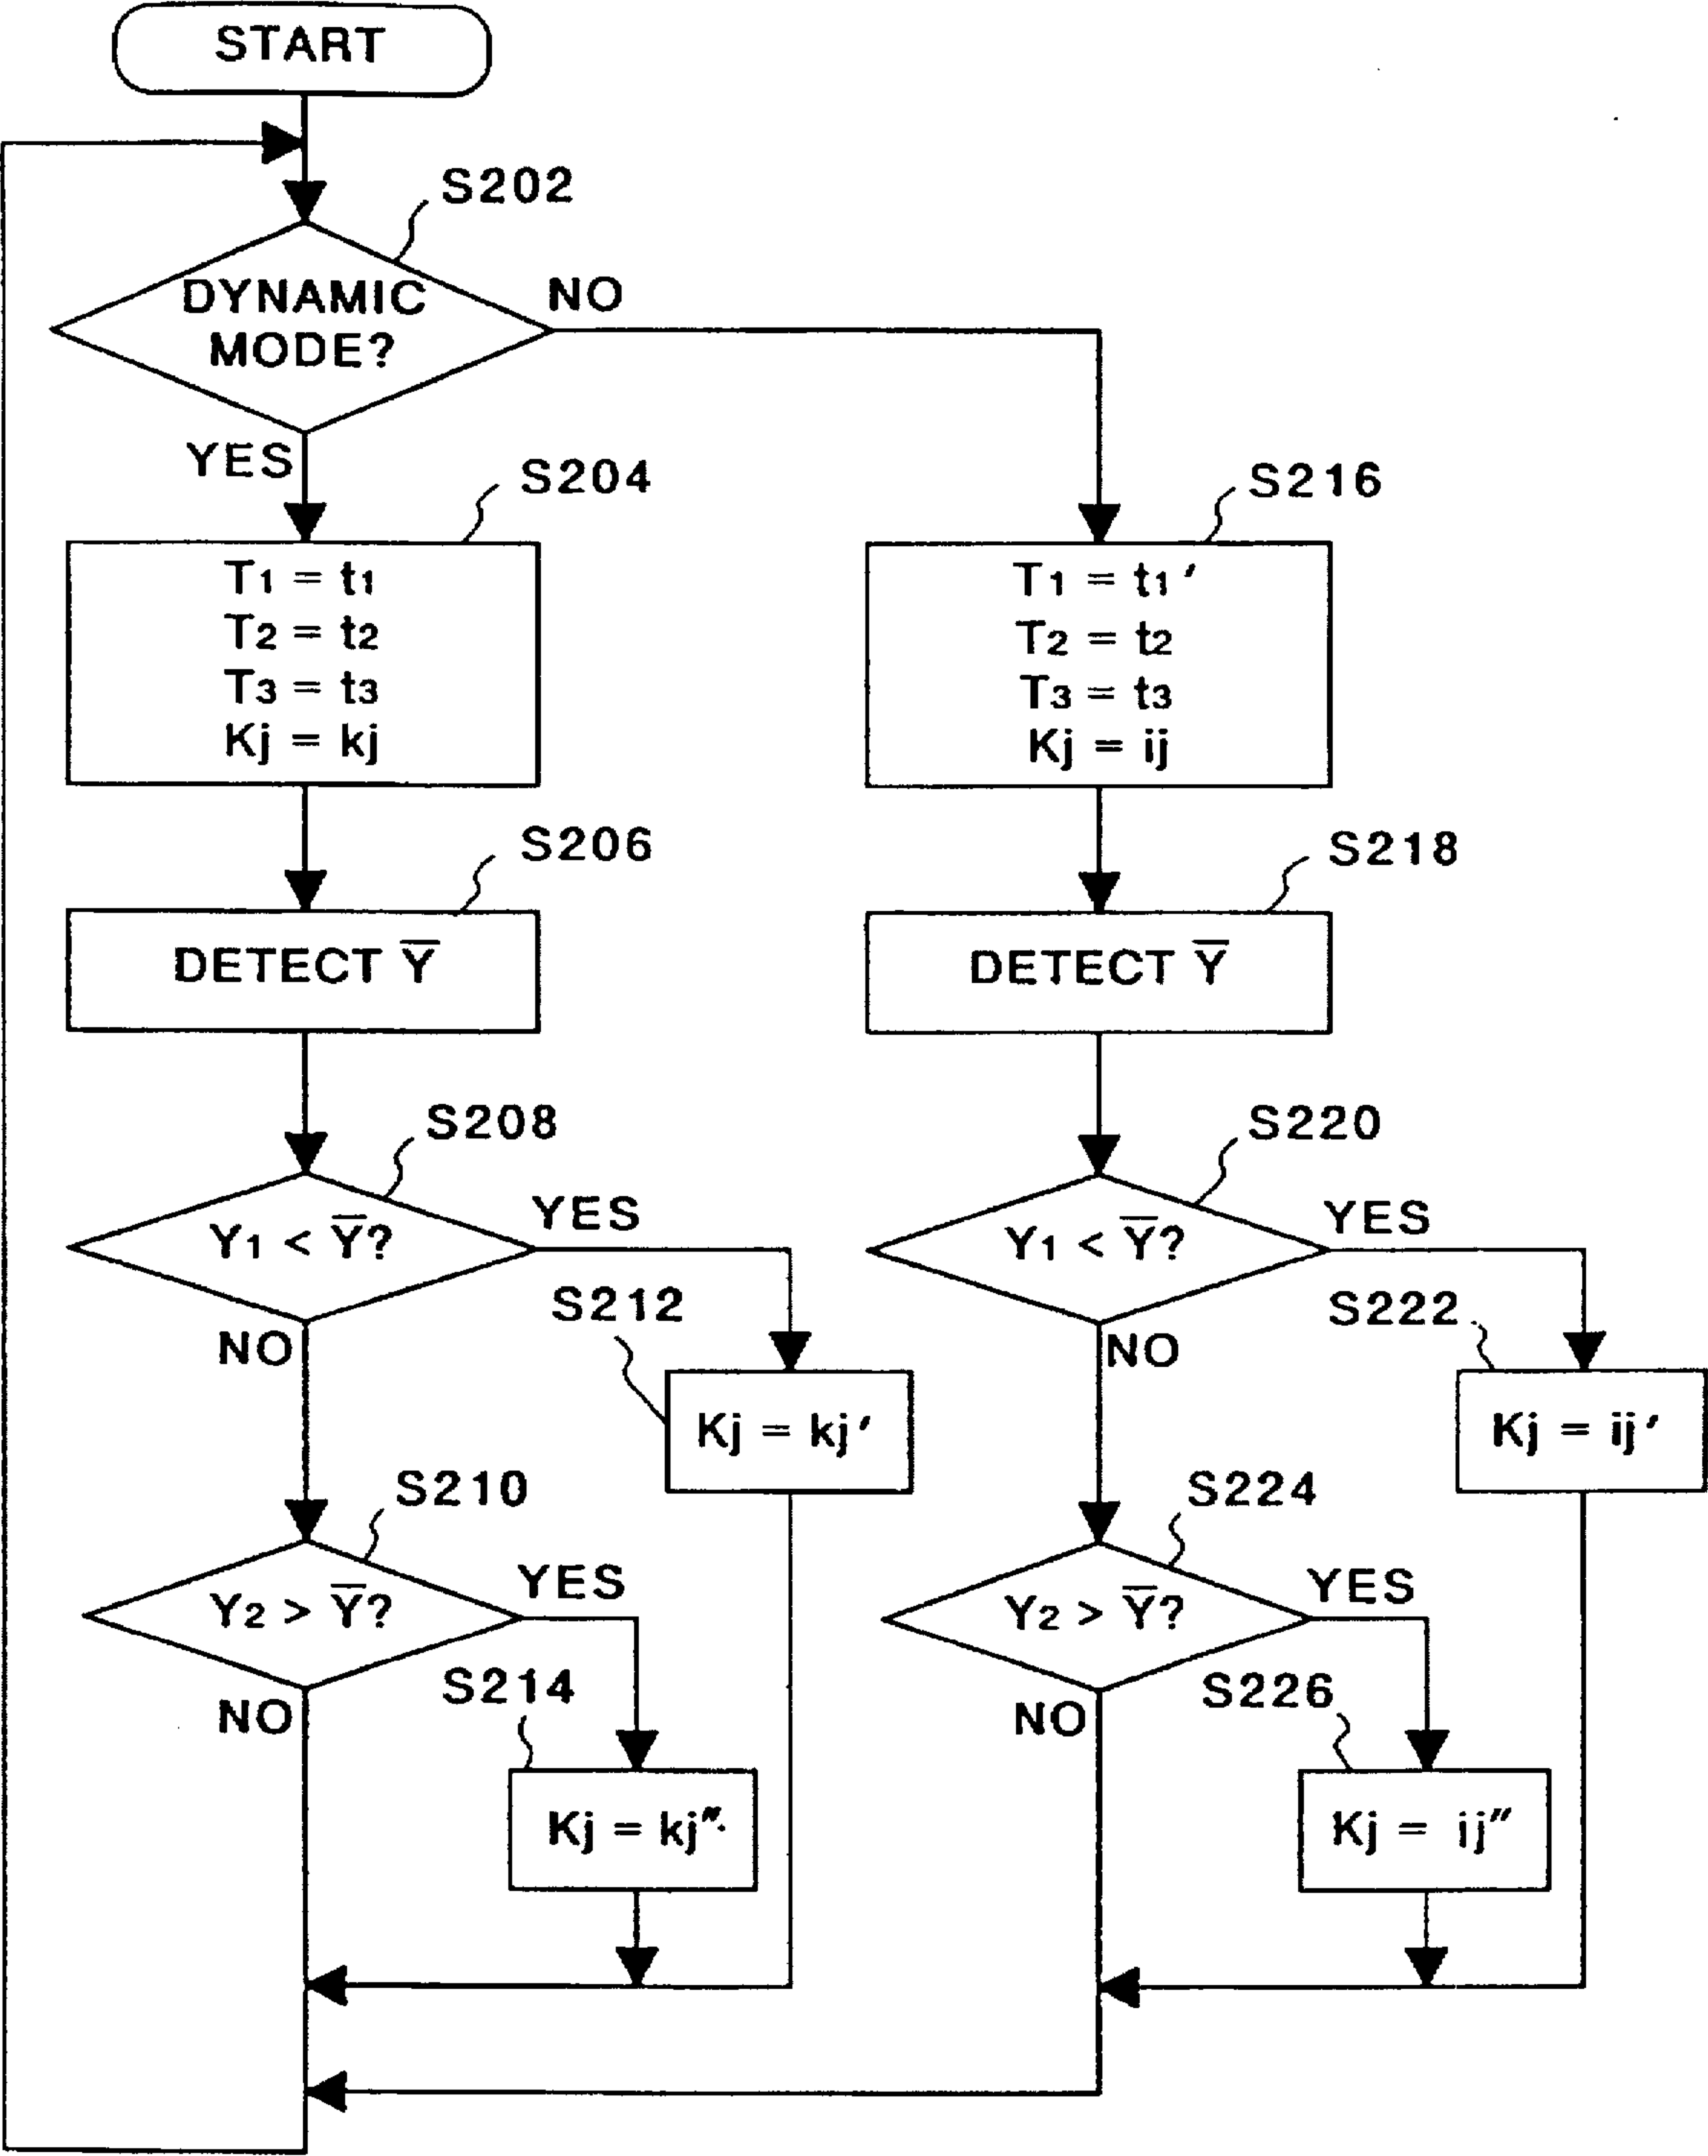 START
S202
DYNAMIC
MODE?
NO
YES
S204
T1 = t1
T2 = t2
T3 = t3
Kj = kj
S216
T1 = t1′
T2 = t2
T3 = t3
Kj = ij
S206
DETECT Y̅
S218
DETECT Y̅
S208
Y1 < Y̅?
YES
NO
S212
Kj = kj′
S220
Y1 < Y̅?
YES
NO
S222
Kj = ij′
S210
Y2 > Y̅?
YES
NO
S214
Kj = kj″
S224
Y2 > Y̅?
YES
NO
S226
Kj = ij″